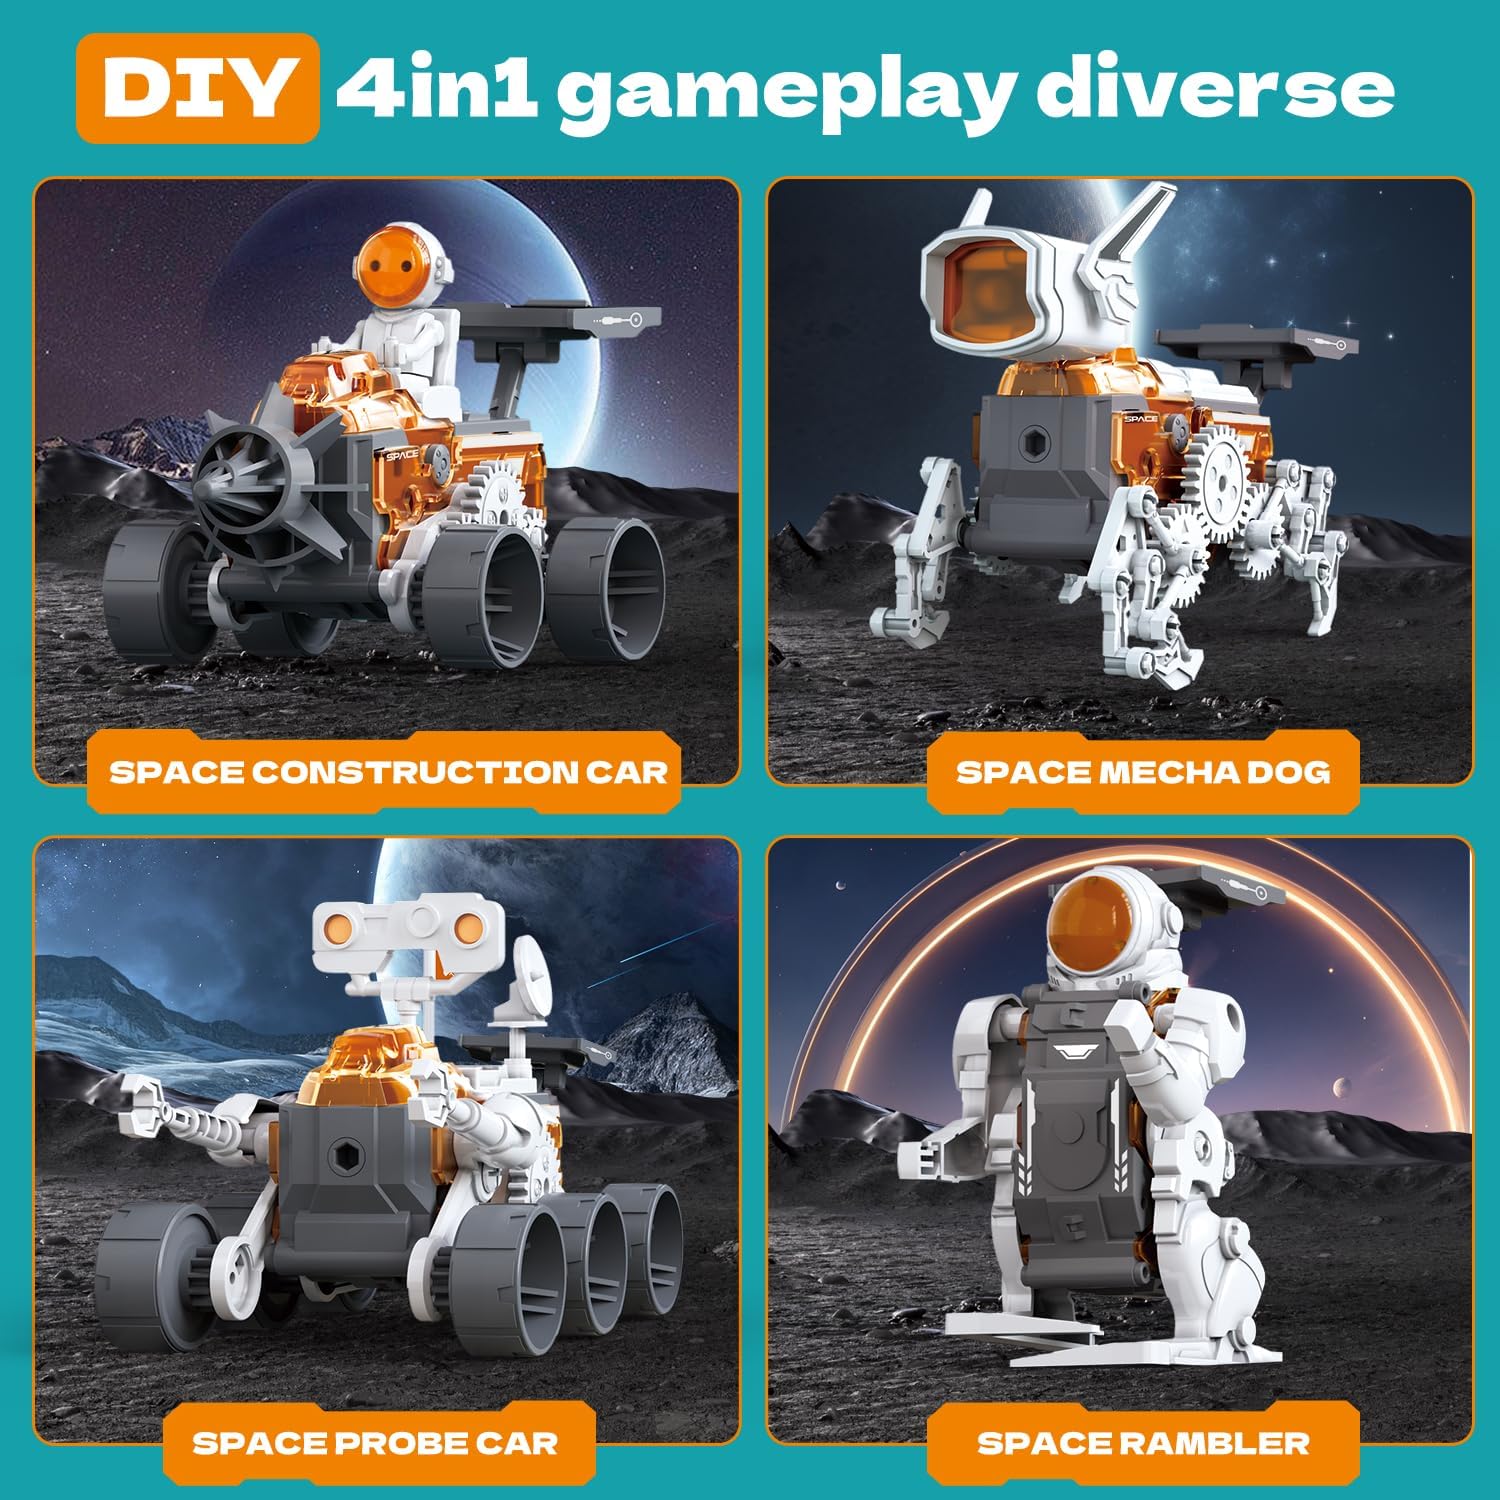 DIY 4in1 gameplay diverse
SPACE
SPACE
SPACE CONSTRUCTION CAR
SPACE MECHA DOG
SPACE PROBE CAR
SPACE RAMBLER